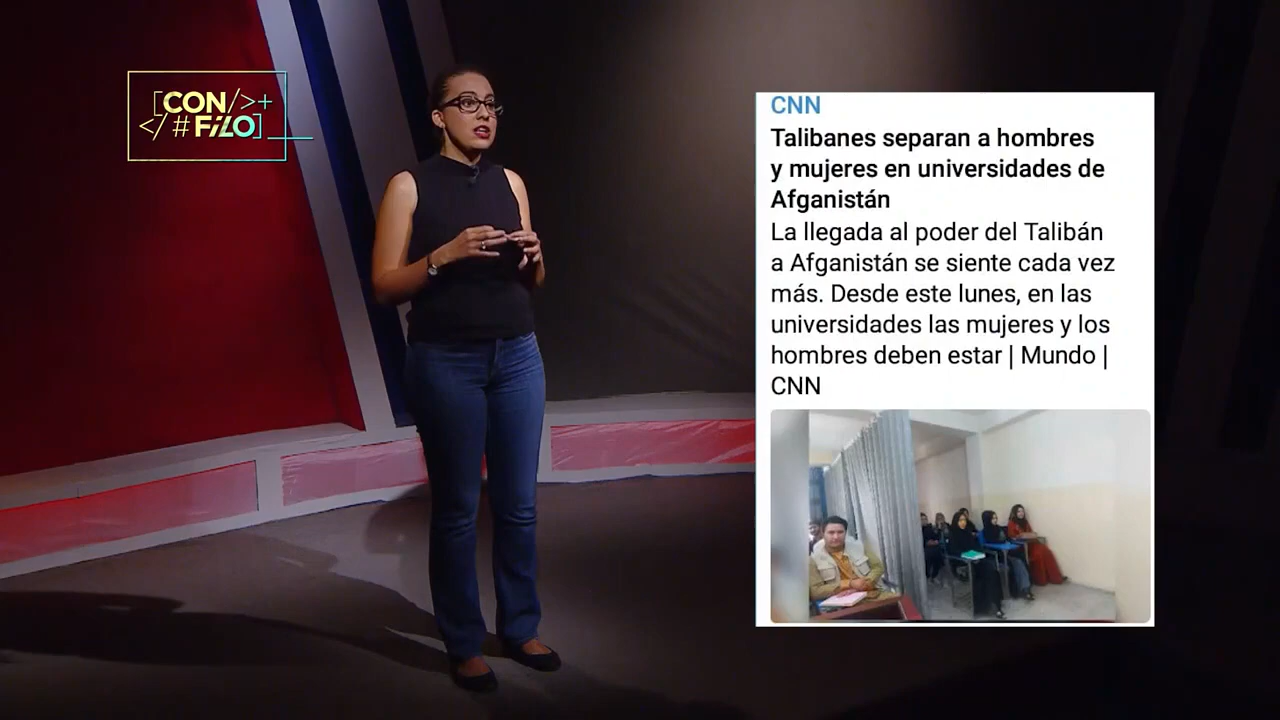 [CON/>+
</#FILO]
CNN
Talibanes separan a hombres
y mujeres en universidades de
Afganistán
La llegada al poder del Talibán
a Afganistán se siente cada vez
más. Desde este lunes, en las
universidades las mujeres y los
hombres deben estar | Mundo |
CNN